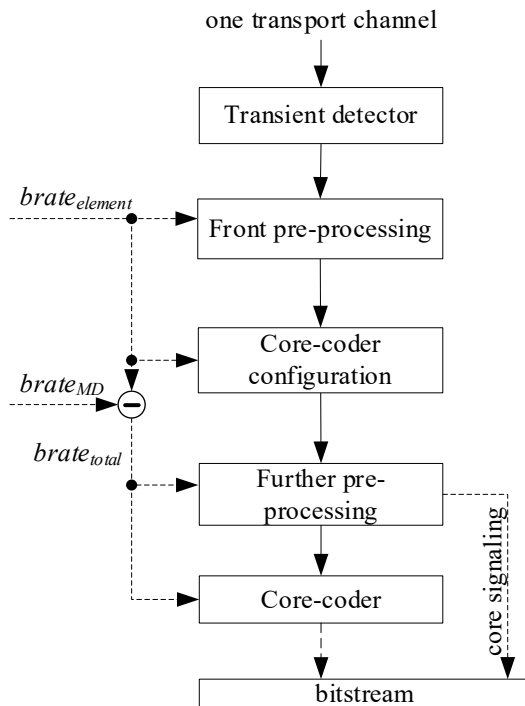 one transport channel
Transient detector
brate_element
Front pre-processing
Core-coder
configuration
brate_MD
brate_total
Further pre-
processing
core signaling
Core-coder
bitstream